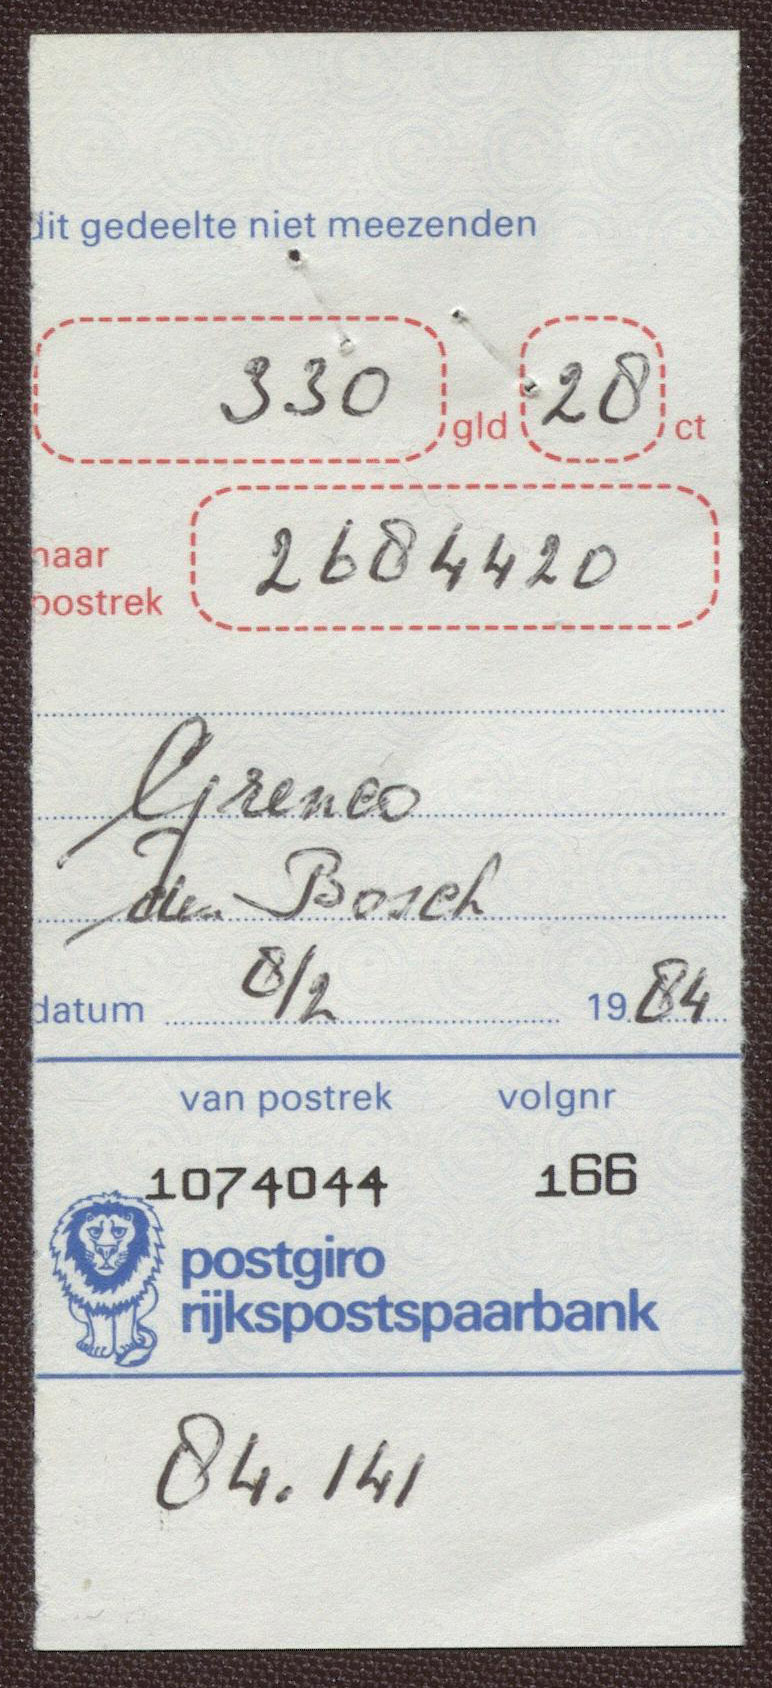 dit gedeelte niet meezenden
330 gld 28 ct
naar
postrek 2684420
Grenco
den Bosch
datum 8/2 1984
van postrek volgnr
1074044 166
postgiro
rijkspostspaarbank
84.141